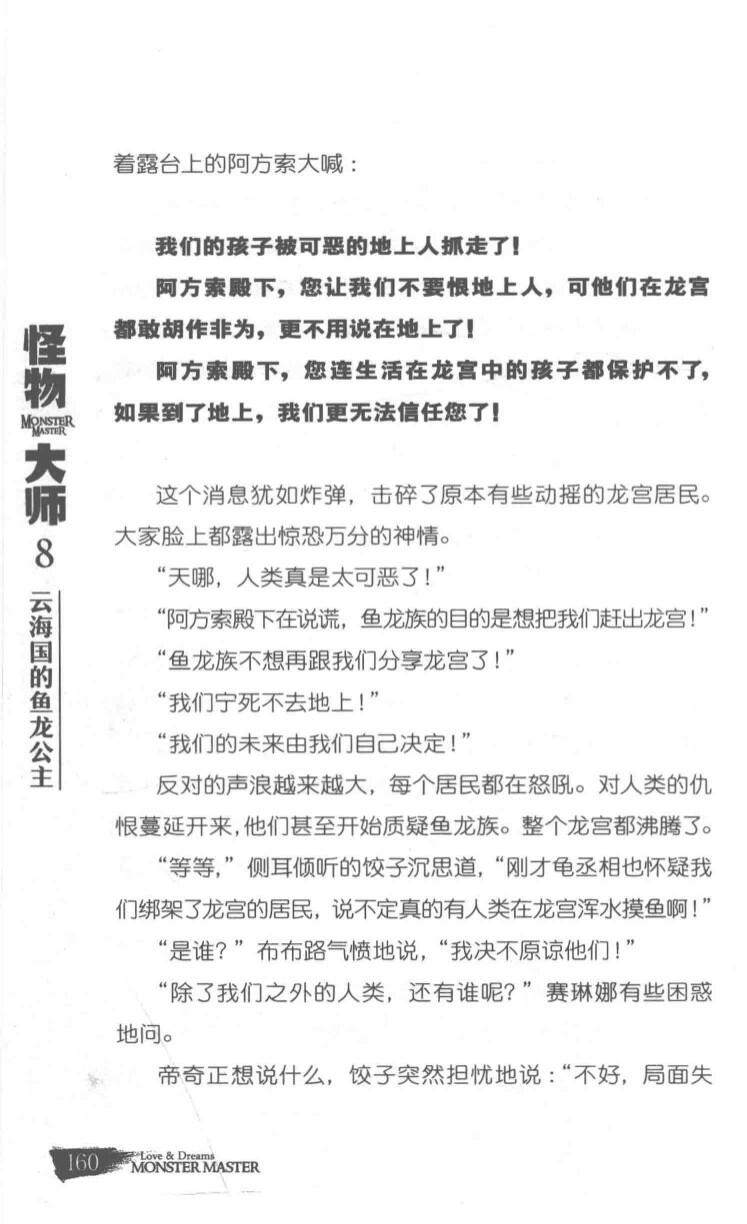 着露台上的阿方索大喊：
我们的孩子被可恶的地上人抓走了！
阿方索殿下，您让我们不要恨地上人，可他们在龙宫
都敢胡作非为，更不用说在地上了！
阿方索殿下，您连生活在龙宫中的孩子都保护不了，
如果到了地上，我们更无法信任您了！
这个消息犹如炸弹，击碎了原本有些动摇的龙宫居民。
大家脸上都露出惊恐万分的神情。
“天哪，人类真是太可恶了！”
“阿方索殿下在说谎，鱼龙族的目的是想把我们赶出龙宫！”
“鱼龙族不想再跟我们分享龙宫了！”
“我们宁死不去地上！”
“我们的未来由我们自己决定！”
反对的声浪越来越大，每个居民都在怒吼。对人类的仇
恨蔓延开来，他们甚至开始质疑鱼龙族。整个龙宫都沸腾了。
“等等，”侧耳倾听的饺子沉思道，“刚才龟丞相也怀疑我
们绑架了龙宫的居民，说不定真的有人类在龙宫浑水摸鱼啊！”
“是谁？”布布路气愤地说，“我决不原谅他们！”
“除了我们之外的人类，还有谁呢？”赛琳娜有些困惑
地问。
帝奇正想说什么，饺子突然担忧地说：“不好，局面失
怪物
MONSTER
MASTER
大师
8
云海国的鱼龙公主
160
Love & Dreams
MONSTER MASTER